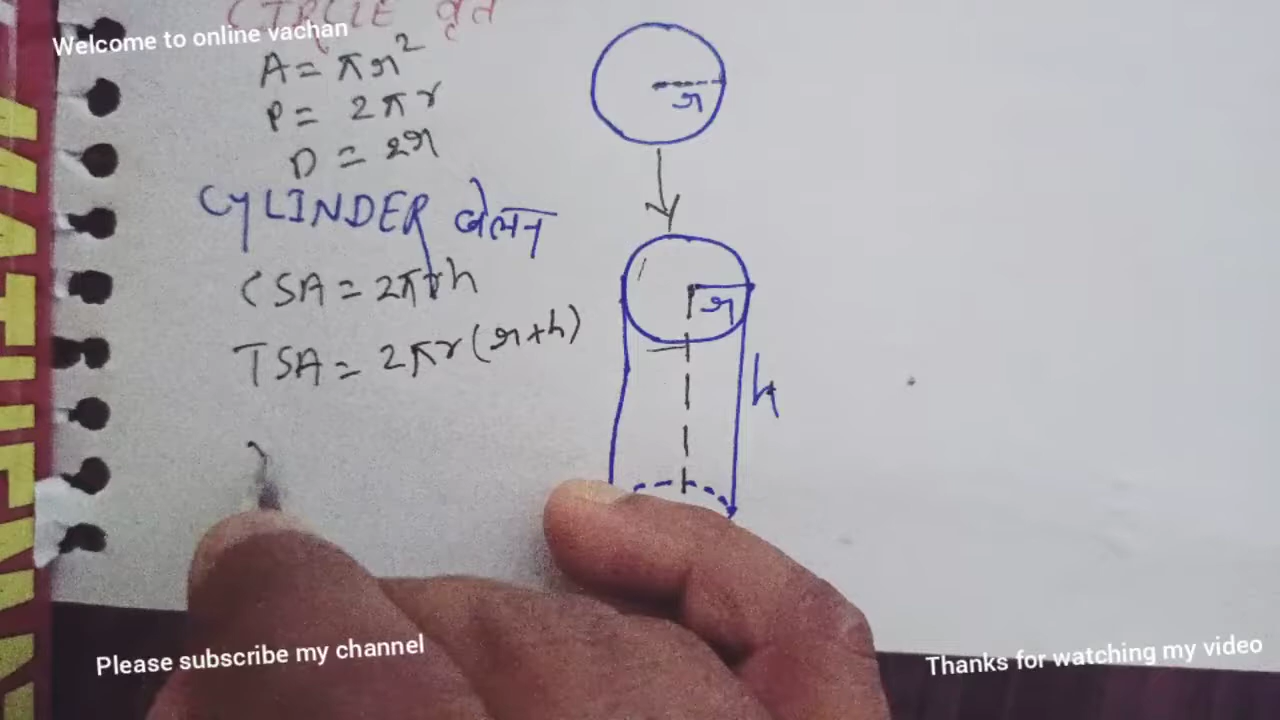 CIRCLE वृत
Welcome to online vachan
A = πr²
P = 2πr
D = 2r
r
CYLINDER बेलन
CSA = 2πrh
r
TSA = 2πr(r+h)
h
Please subscribe my channel
Thanks for watching my video